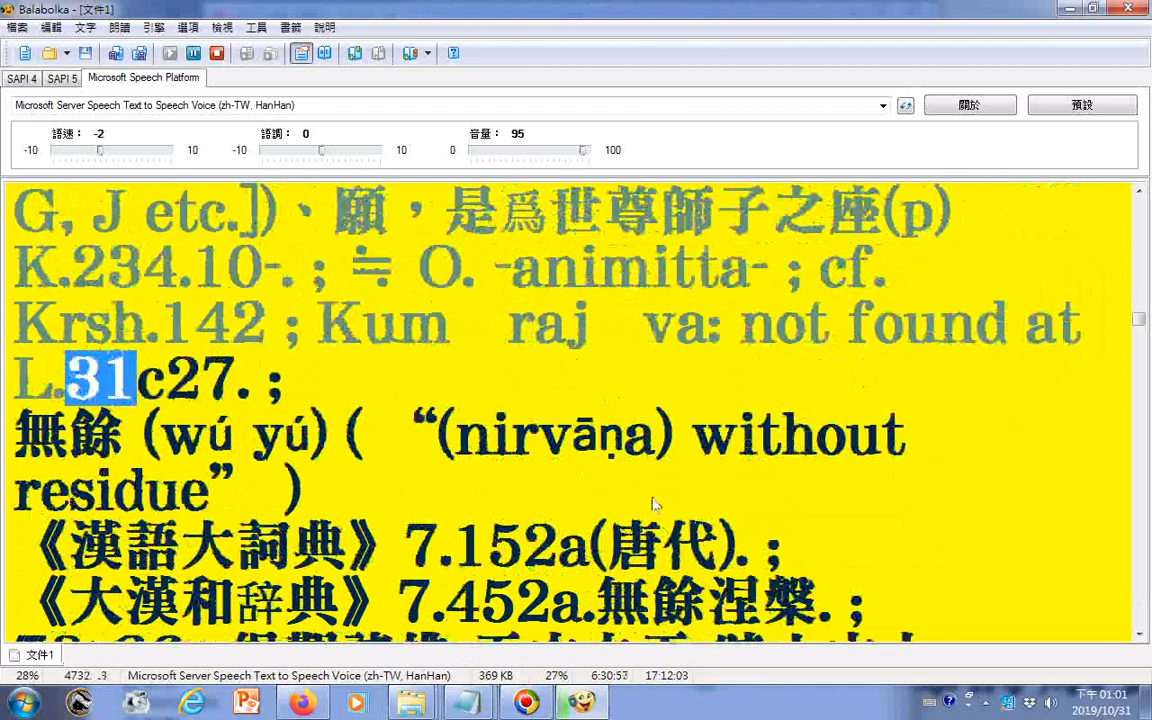 Balabolka - [文件1]
檔案 編輯 文字 朗讀 引擎 選項 檢視 工具 書籤 說明
SAPI 4 SAPI 5 Microsoft Speech Platform
Microsoft Server Speech Text to Speech Voice (zh-TW, HanHan) 關於 預設
語速： -2 語調： 0 音量： 95
-10 10 -10 10 0 100
G, J etc.])、願，是爲世尊師子之座(p)
K.234.10-. ; ≒ O. -animitta- ; cf.
Krsh.142 ; Kum raj va: not found at
L.31c27. ;
無餘 (wú yú) ( “(nirvāṇa) without
residue” )
《漢語大詞典》 7.152a(唐代). ;
《大漢和辞典》 7.452a.無餘涅槃. ;
文件1
28% 4732 Microsoft Speech Platform Microsoft Server Speech Text to Speech Voice (zh-TW, HanHan) 369 KB 27% 6:30:57 17:12:03
下午 01:01
2019/10/31